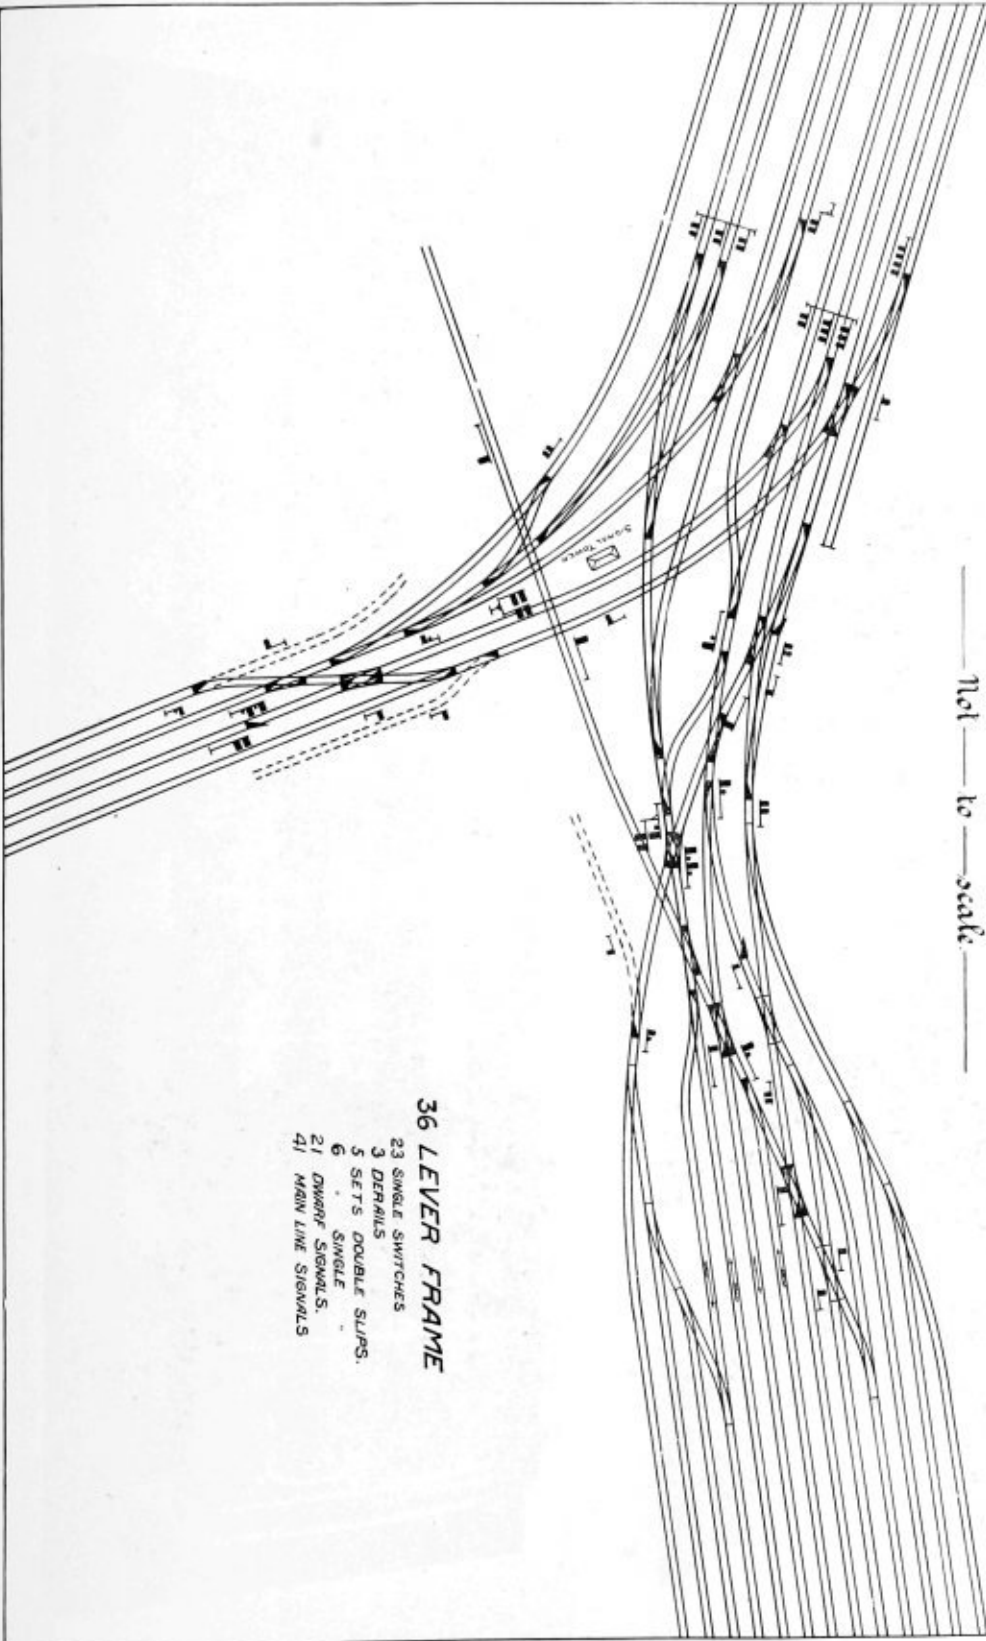 Not to scale
SIGNAL TOWER
36 LEVER FRAME
23 SINGLE SWITCHES
3 DERAILS
5 SETS DOUBLE SLIPS.
6 " SINGLE "
21 DWARF SIGNALS.
41 MAIN LINE SIGNALS